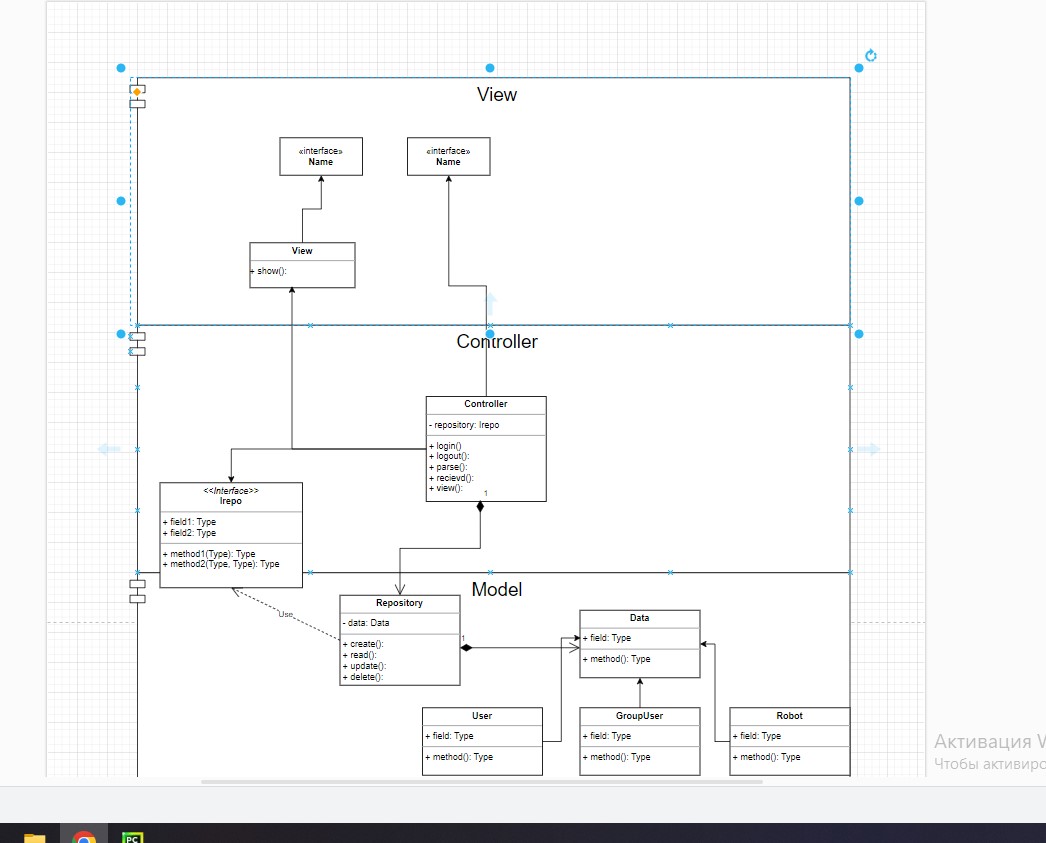 View
«interface»
Name
«interface»
Name
View
+ show():
Controller
Controller
- repository: Irepo
+ login()
+ logout():
+ parse():
+ recievd():
+ view():
1
<<Interface>>
Irepo
+ field1: Type
+ field2: Type
+ method1(Type): Type
+ method2(Type, Type): Type
Model
Use
Repository
- data: Data
+ create():
+ read():
+ update():
+ delete():
1
Data
+ field: Type
+ method(): Type
User
+ field: Type
+ method(): Type
GroupUser
+ field: Type
+ method(): Type
Robot
+ field: Type
+ method(): Type
Активация W
Чтобы активиро
PC